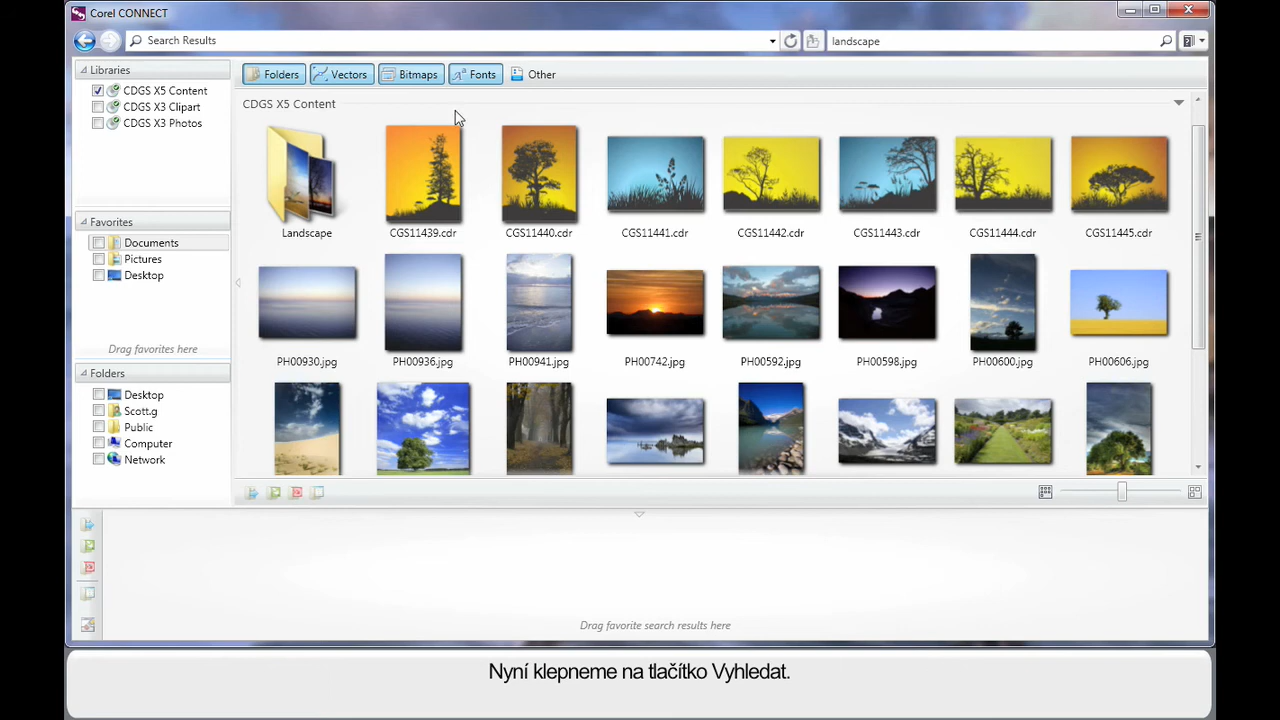 Corel CONNECT
Search Results
landscape
Libraries
CDGS X5 Content
CDGS X3 Clipart
CDGS X3 Photos
Favorites
Documents
Pictures
Desktop
Drag favorites here
Folders
Desktop
Scott.g
Public
Computer
Network
Folders Vectors Bitmaps Fonts Other
CDGS X5 Content
Landscape CGS11439.cdr CGS11440.cdr CGS11441.cdr CGS11442.cdr CGS11443.cdr CGS11444.cdr CGS11445.cdr
PH00930.jpg PH00936.jpg PH00941.jpg PH00742.jpg PH00592.jpg PH00598.jpg PH00600.jpg PH00606.jpg
Drag favorite search results here
Nyní klepneme na tlačítko Vyhledat.